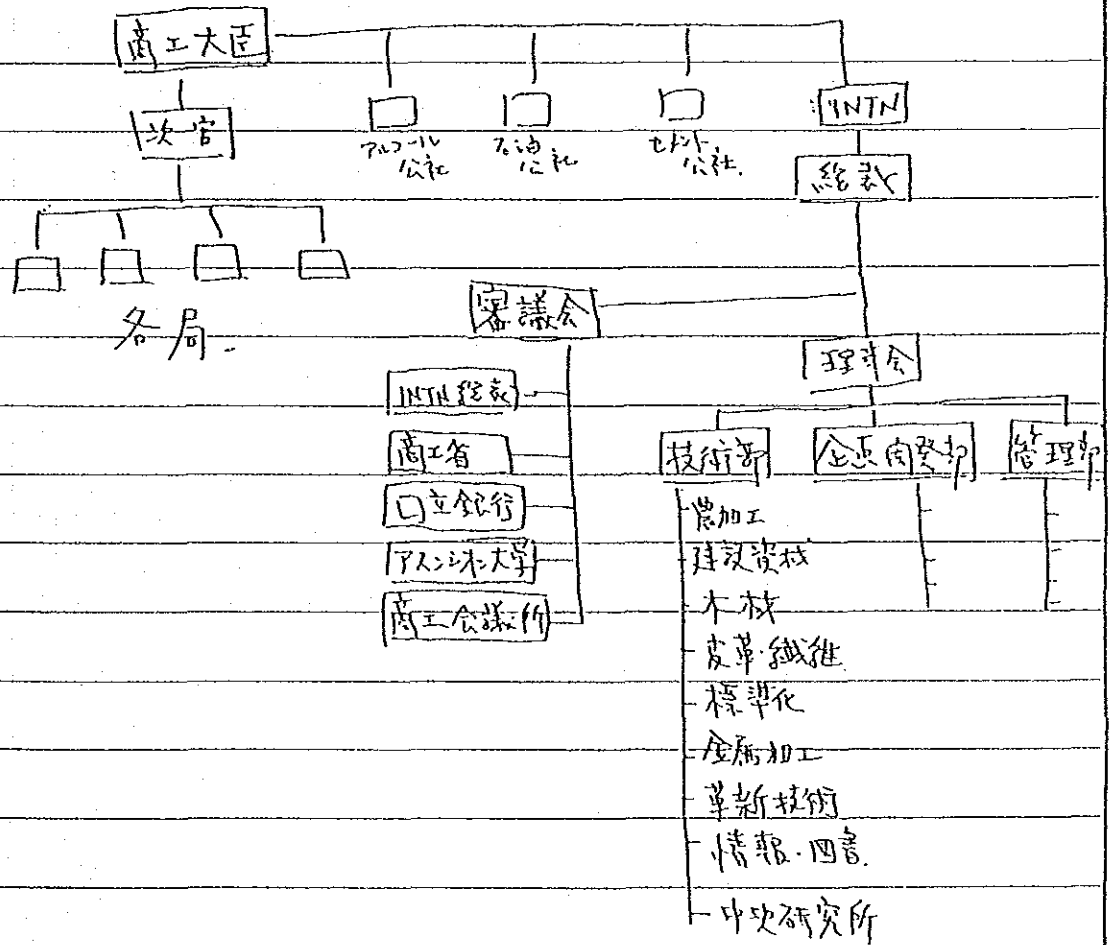 商工大臣
INTN
次官
アルコール
公社
石油
公社
セメント
公社.
総裁
各局.
審議会
理事会
INTN総裁
商工省
口立銀行
アスンシオン大学
商工会議所
技術部
企画開発部
管理部
農加工
建設資材
木材
皮革・繊維
標準化
金属加工
革新技術
情報・図書
中央研究所